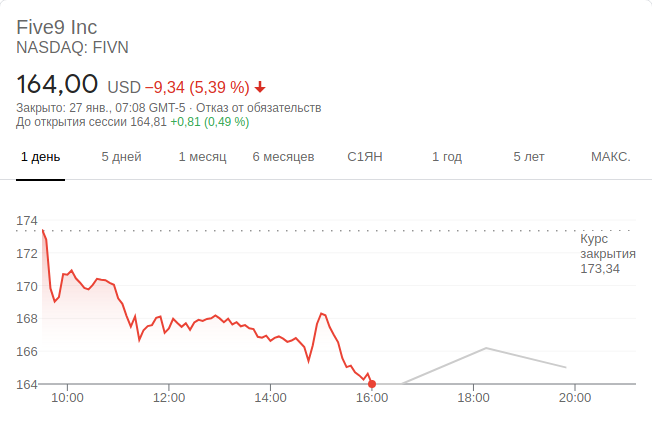 Five9 Inc
NASDAQ: FIVN
164,00 USD −9,34 (5,39 %)
Закрыто: 27 янв., 07:08 GMT-5 · Отказ от обязательств
До открытия сессии 164,81 +0,81 (0,49 %)
1 день 5 дней 1 месяц 6 месяцев С1ЯН 1 год 5 лет МАКС.
174
172
170
168
166
164
Курс
закрытия
173,34
10:00 12:00 14:00 16:00 18:00 20:00